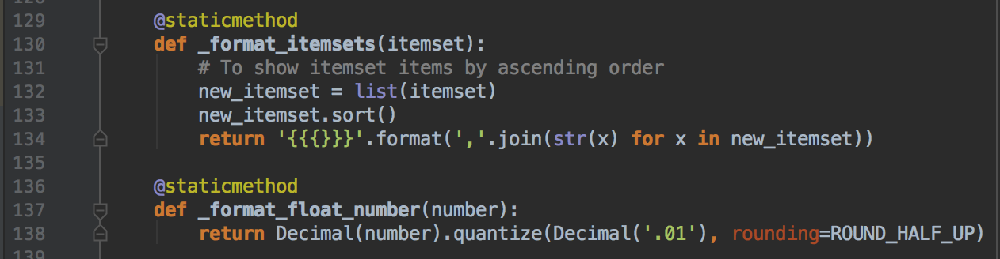 128
129 @staticmethod
130 def _format_itemsets(itemset):
131 # To show itemset items by ascending order
132 new_itemset = list(itemset)
133 new_itemset.sort()
134 return '{{{}}}'.format(','.join(str(x) for x in new_itemset))
135
136 @staticmethod
137 def _format_float_number(number):
138 return Decimal(number).quantize(Decimal('.01'), rounding=ROUND_HALF_UP)
139